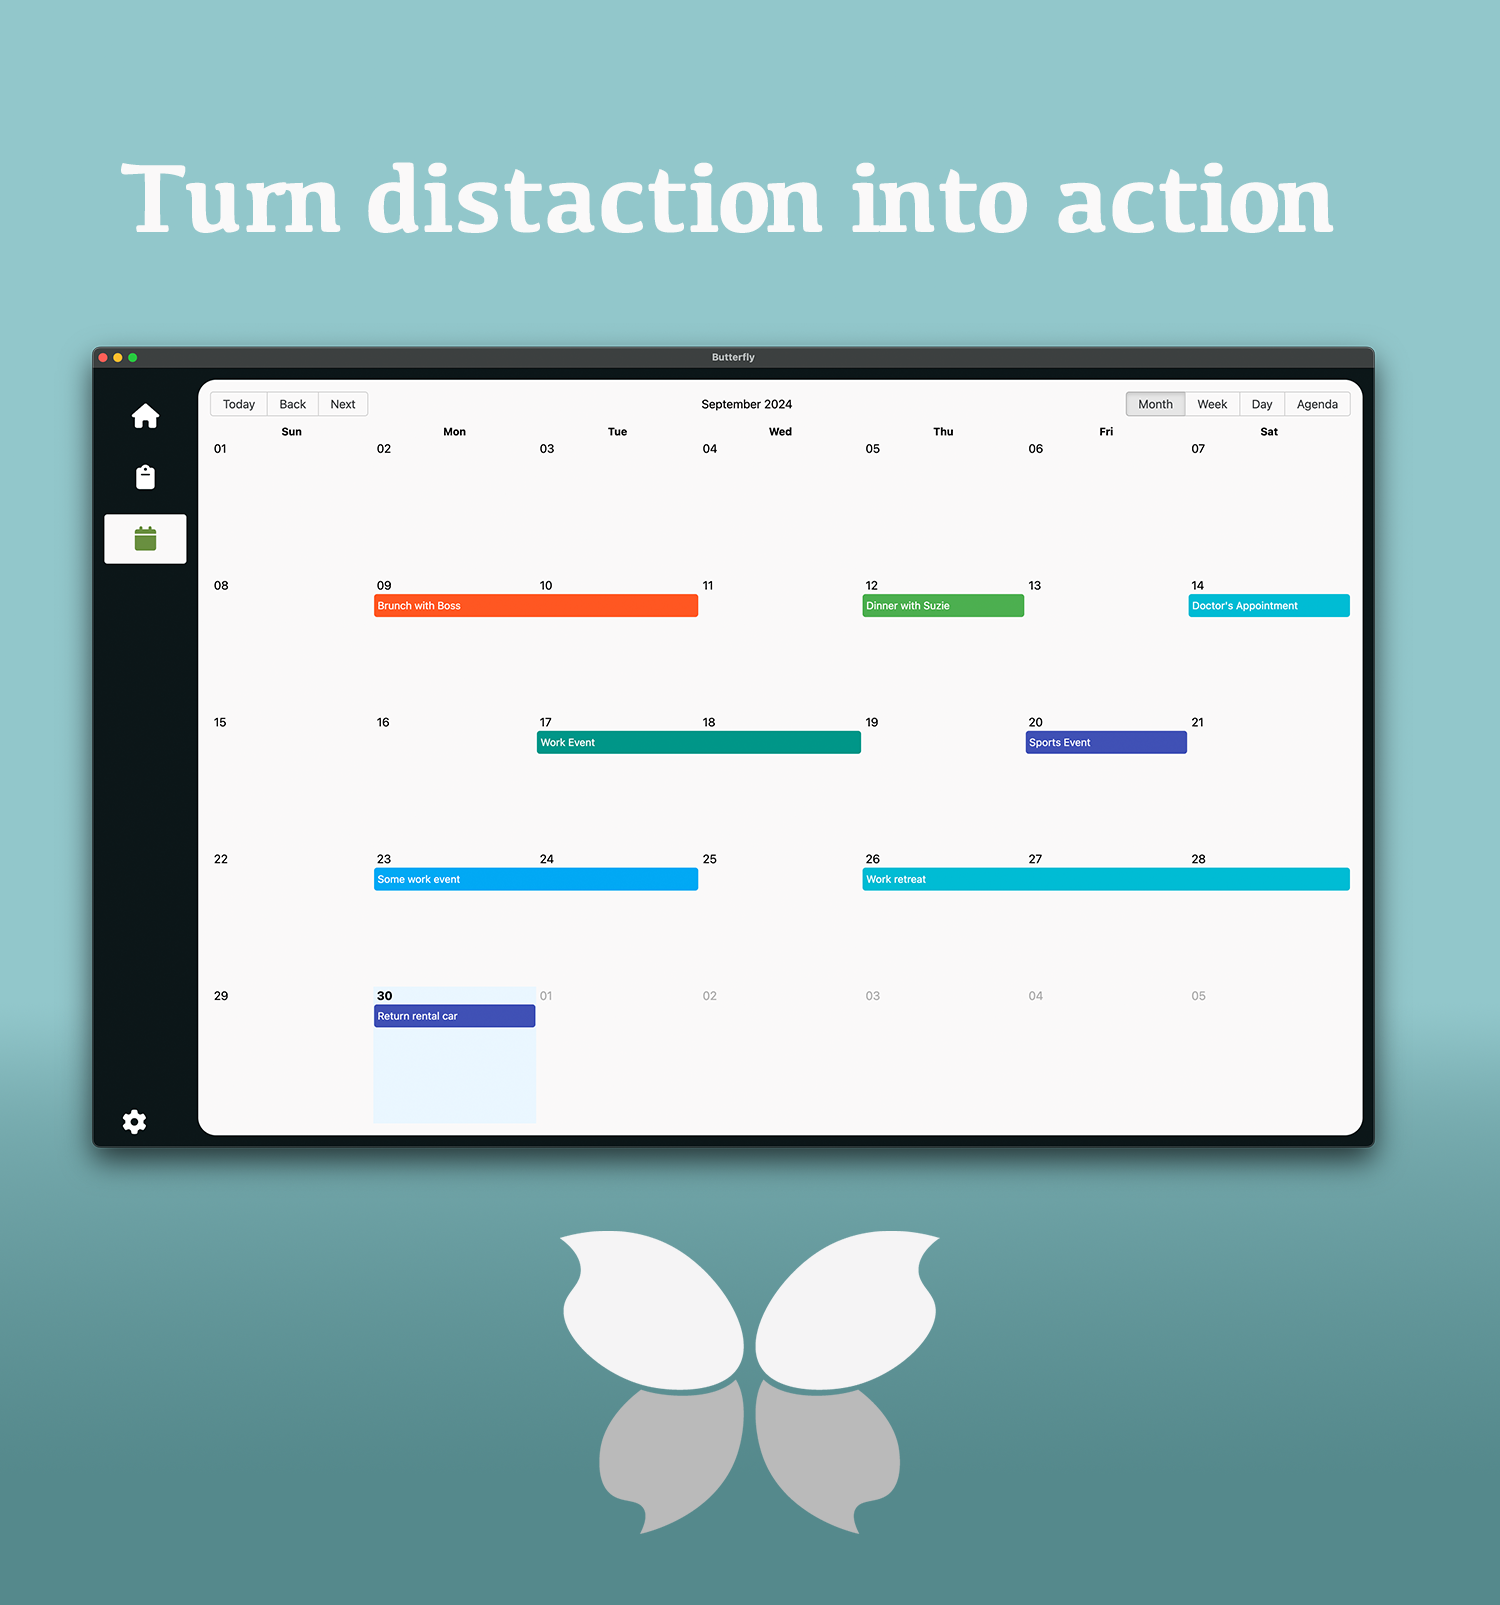 Turn distaction into action
Butterfly
Today Back Next September 2024 Month Week Day Agenda
Sun Mon Tue Wed Thu Fri Sat
01 02 03 04 05 06 07
08 09 10 11 12 13 14
Brunch with Boss Dinner with Suzie Doctor's Appointment
15 16 17 18 19 20 21
Work Event Sports Event
22 23 24 25 26 27 28
Some work event Work retreat
29 30 01 02 03 04 05
Return rental car